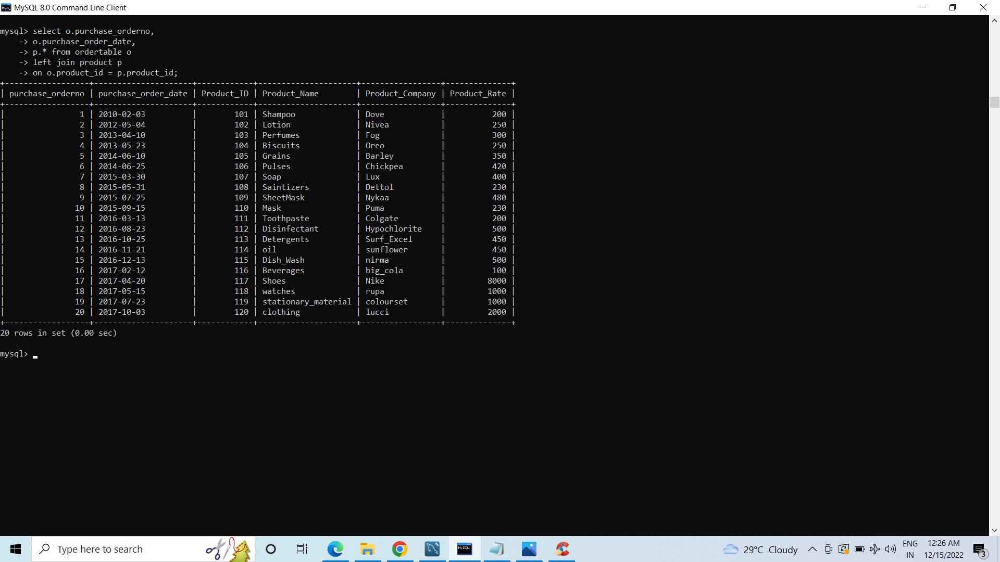 MySQL 8.0 Command Line Client
mysql> select o.purchase_orderno,
    -> o.purchase_order_date,
    -> p.* from ordertable o
    -> left join product p
    -> on o.product_id = p.product_id;
+------------------+---------------------+------------+---------------------+-----------------+--------------+
| purchase_orderno | purchase_order_date | Product_ID | Product_Name        | Product_Company | Product_Rate |
+------------------+---------------------+------------+---------------------+-----------------+--------------+
|                1 | 2010-02-03          |        101 | Shampoo             | Dove            |          200 |
|                2 | 2012-05-04          |        102 | Lotion              | Nivea           |          250 |
|                3 | 2013-04-10          |        103 | Perfumes            | Fog             |          300 |
|                4 | 2013-05-23          |        104 | Biscuits            | Oreo            |          250 |
|                5 | 2014-06-10          |        105 | Grains              | Barley          |          350 |
|                6 | 2014-06-25          |        106 | Pulses              | Chickpea        |          420 |
|                7 | 2015-03-30          |        107 | Soap                | Lux             |          400 |
|                8 | 2015-05-31          |        108 | Saintizers          | Dettol          |          230 |
|                9 | 2015-07-25          |        109 | SheetMask           | Nykaa           |          480 |
|               10 | 2015-09-15          |        110 | Mask                | Puma            |          230 |
|               11 | 2016-03-13          |        111 | Toothpaste          | Colgate         |          200 |
|               12 | 2016-08-23          |        112 | Disinfectant        | Hypochlorite    |          500 |
|               13 | 2016-10-25          |        113 | Detergents          | Surf_Excel      |          450 |
|               14 | 2016-11-21          |        114 | oil                 | sunflower       |          450 |
|               15 | 2016-12-13          |        115 | Dish_Wash           | nirma           |          500 |
|               16 | 2017-02-12          |        116 | Beverages           | big_cola        |          100 |
|               17 | 2017-04-20          |        117 | Shoes               | Nike            |         8000 |
|               18 | 2017-05-15          |        118 | watches             | rupa            |         1000 |
|               19 | 2017-07-23          |        119 | stationary_material | colourset       |         1000 |
|               20 | 2017-10-03          |        120 | clothing            | lucci           |         2000 |
+------------------+---------------------+------------+---------------------+-----------------+--------------+
20 rows in set (0.00 sec)
mysql> _
Type here to search
29°C Cloudy
ENG
IN
12:26 AM
12/15/2022
3